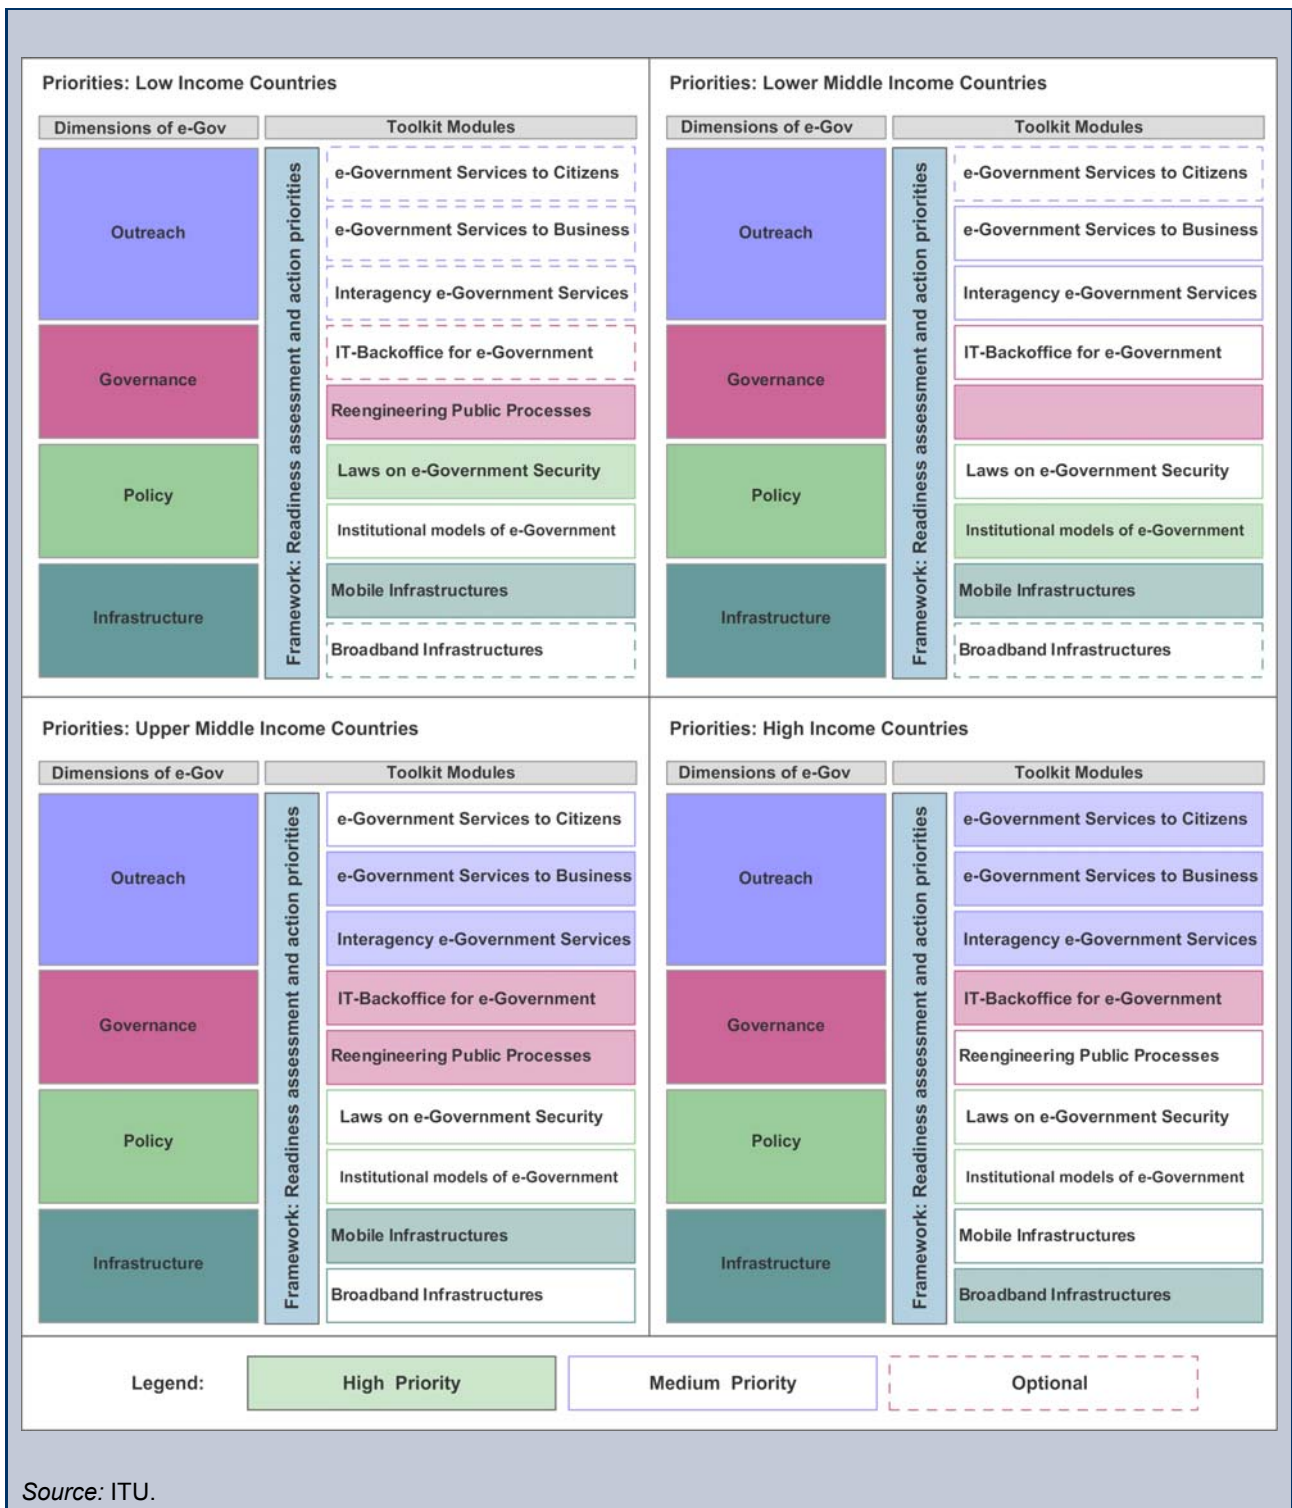 Priorities: Low Income Countries
Dimensions of e-Gov
Toolkit Modules
Outreach
Governance
Policy
Infrastructure
Framework: Readiness assessment and action priorities
e-Government Services to Citizens
e-Government Services to Business
Interagency e-Government Services
IT-Backoffice for e-Government
Reengineering Public Processes
Laws on e-Government Security
Institutional models of e-Government
Mobile Infrastructures
Broadband Infrastructures
Priorities: Lower Middle Income Countries
Dimensions of e-Gov
Toolkit Modules
Outreach
Governance
Policy
Infrastructure
Framework: Readiness assessment and action priorities
e-Government Services to Citizens
e-Government Services to Business
Interagency e-Government Services
IT-Backoffice for e-Government
Laws on e-Government Security
Institutional models of e-Government
Mobile Infrastructures
Broadband Infrastructures
Priorities: Upper Middle Income Countries
Dimensions of e-Gov
Toolkit Modules
Outreach
Governance
Policy
Infrastructure
Framework: Readiness assessment and action priorities
e-Government Services to Citizens
e-Government Services to Business
Interagency e-Government Services
IT-Backoffice for e-Government
Reengineering Public Processes
Laws on e-Government Security
Institutional models of e-Government
Mobile Infrastructures
Broadband Infrastructures
Priorities: High Income Countries
Dimensions of e-Gov
Toolkit Modules
Outreach
Governance
Policy
Infrastructure
Framework: Readiness assessment and action priorities
e-Government Services to Citizens
e-Government Services to Business
Interagency e-Government Services
IT-Backoffice for e-Government
Reengineering Public Processes
Laws on e-Government Security
Institutional models of e-Government
Mobile Infrastructures
Broadband Infrastructures
Legend:
High Priority
Medium Priority
Optional
Source: ITU.